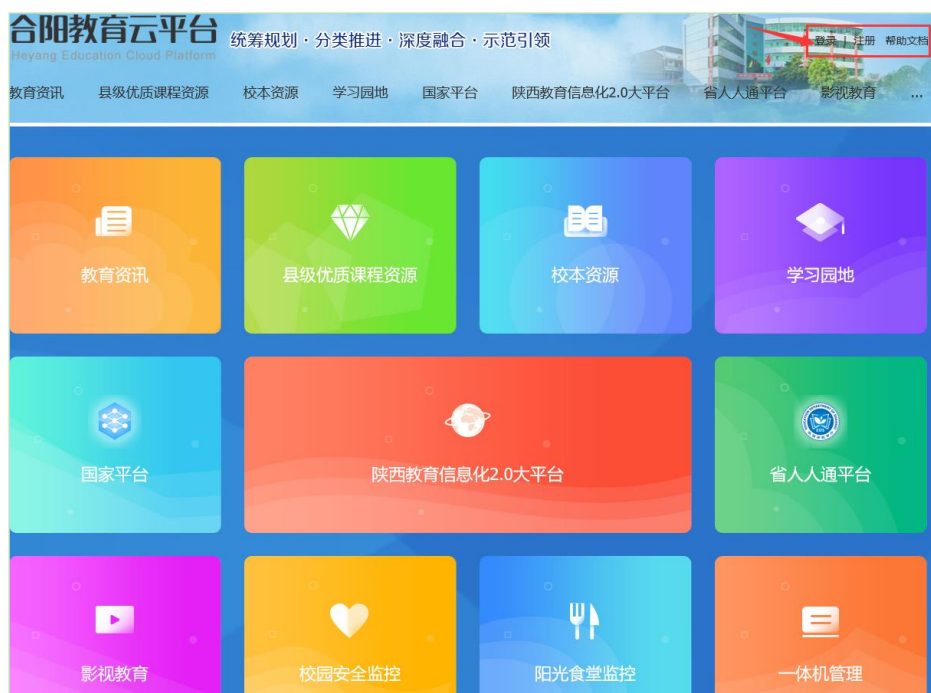 合阳教育云平台
Heyang Education Cloud Platform
统筹规划·分类推进·深度融合·示范引领
登录 | 注册 帮助文档
教育资讯 县级优质课程资源 校本资源 学习园地 国家平台 陕西教育信息化2.0大平台 省人人通平台 影视教育 ...
教育资讯 县级优质课程资源 校本资源 学习园地
国家平台 陕西教育信息化2.0大平台 省人人通平台
影视教育 校园安全监控 阳光食堂监控 一体机管理